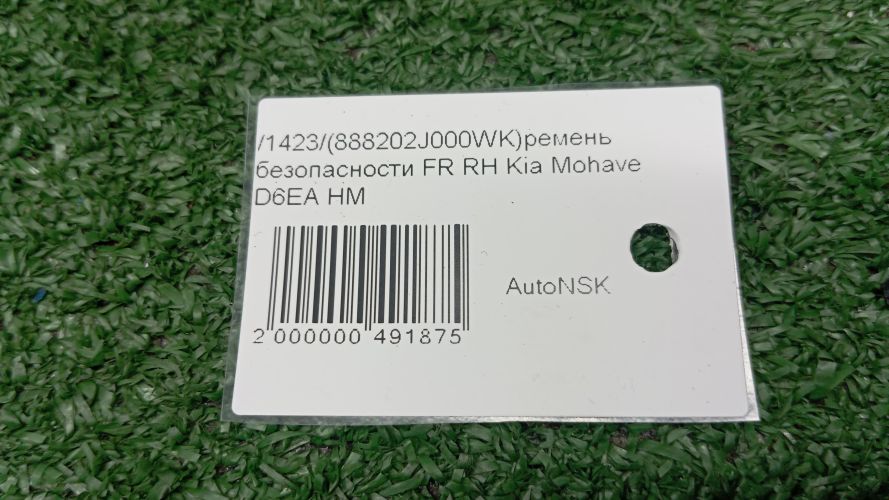 /1423/(888202J000WK)ремень
безопасности FR RH Kia Mohave
D6EA HM
AutoNSK
2 000000 491875